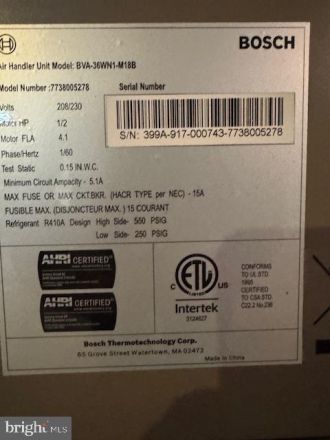 BOSCH
Air Handler Unit Model: BVA-36WN1-M18B
Model Number :7738005278 Serial Number
Volts 208/230
Motor HP 1/2
Motor FLA 4.1
S/N: 399A-917-000743-7738005278
Phase/Hertz 1/60
Test Static 0.15 IN.W.C.
Minimum Circuit Ampacity - 5.1A
MAX. FUSE OR MAX CKT.BKR. (HACR TYPE per NEC) - 15A
FUSIBLE MAX. (DISJONCTEUR MAX.) 15 COURANT
Refrigerant R410A Design High Side- 550 PSIG
Low Side- 250 PSIG
AHRI CERTIFIED
AHRI CERTIFIED
C ETL US
Intertek
3124627
CONFORMS
TO UL STD.
1995
CERTIFIED
TO CSA STD.
C22.2 No.236
Bosch Thermotechnology Corp.
65 Grove Street Watertown, MA 02472
Made in China
bright MLS